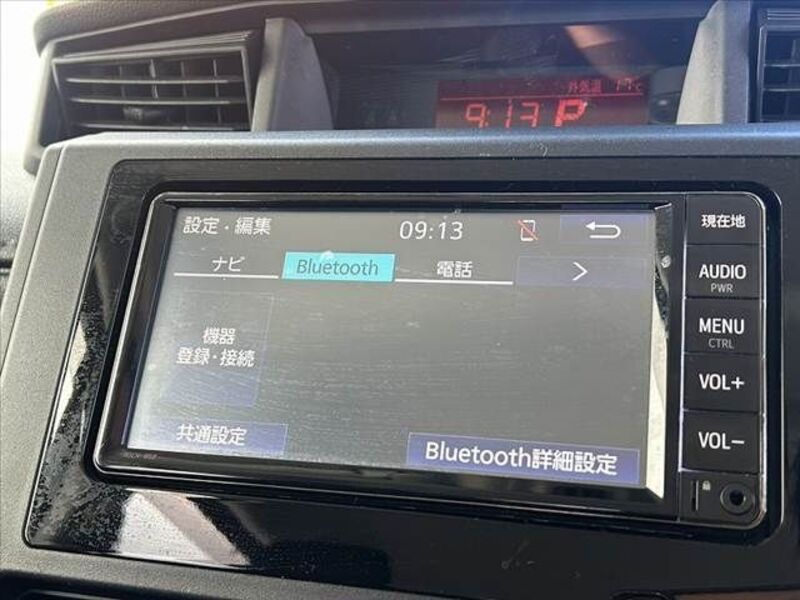 外気温 17℃
9:13 P
設定・編集 09:13
ナビ Bluetooth 電話 >
機器
登録・接続
共通設定
Bluetooth詳細設定
現在地
AUDIO
PWR
MENU
CTRL
VOL+
VOL-